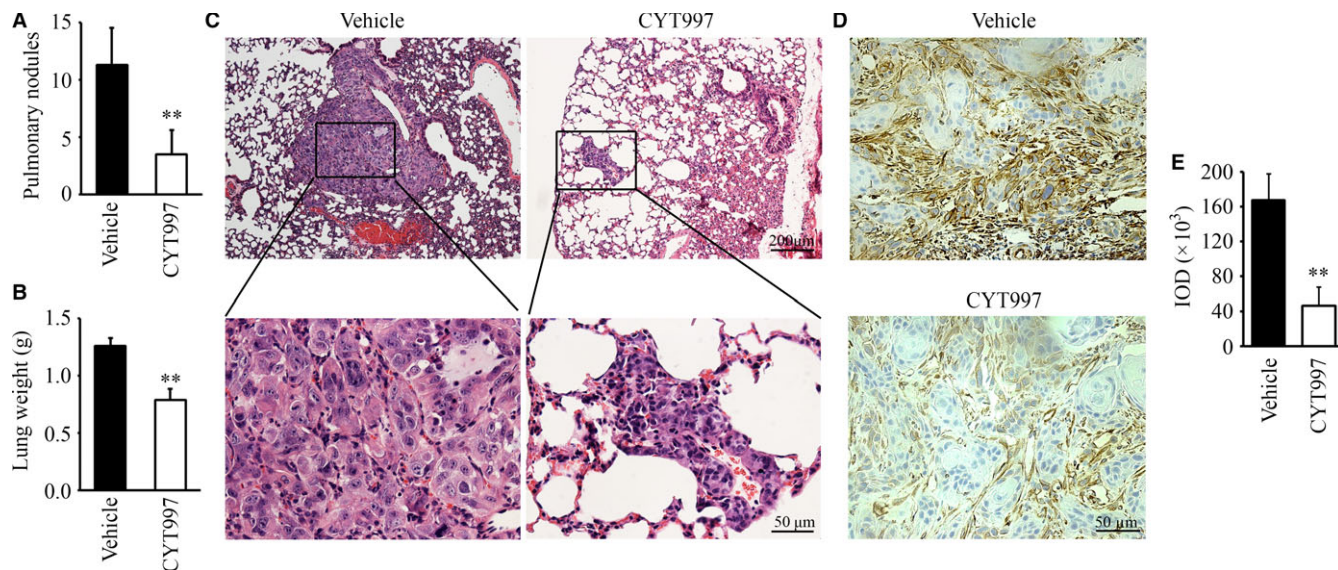 A
Pulmonary nodules
15
10
5
0
**
Vehicle
CYT997
B
Lung weight (g)
1.5
1.0
0.5
0.0
**
Vehicle
CYT997
C
Vehicle
CYT997
200μm
50 μm
D
Vehicle
CYT997
50 μm
E
IOD (×10³)
200
160
120
80
40
0
**
Vehicle
CYT997